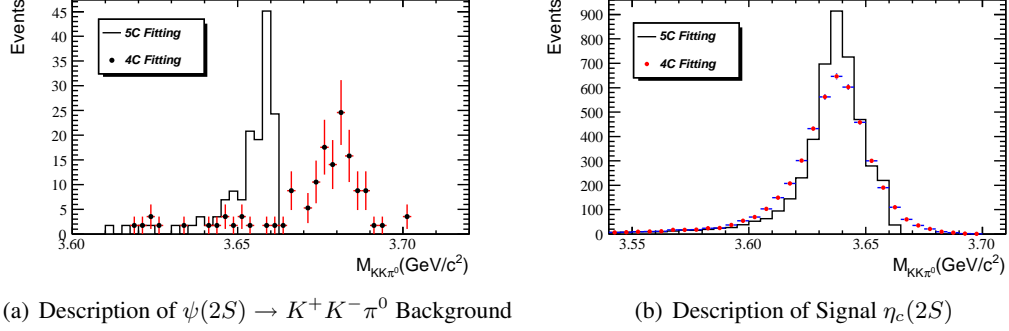 Events
45
40
35
30
25
20
15
10
5
0
5C Fitting
4C Fitting
3.60
3.65
3.70
M_{KKπ⁰}(GeV/c²)
Events
900
800
700
600
500
400
300
200
100
0
5C Fitting
4C Fitting
3.55
3.60
3.65
3.70
M_{KKπ⁰}(GeV/c²)
(a) Description of ψ(2S) → K⁺K⁻π⁰ Background
(b) Description of Signal η_c(2S)